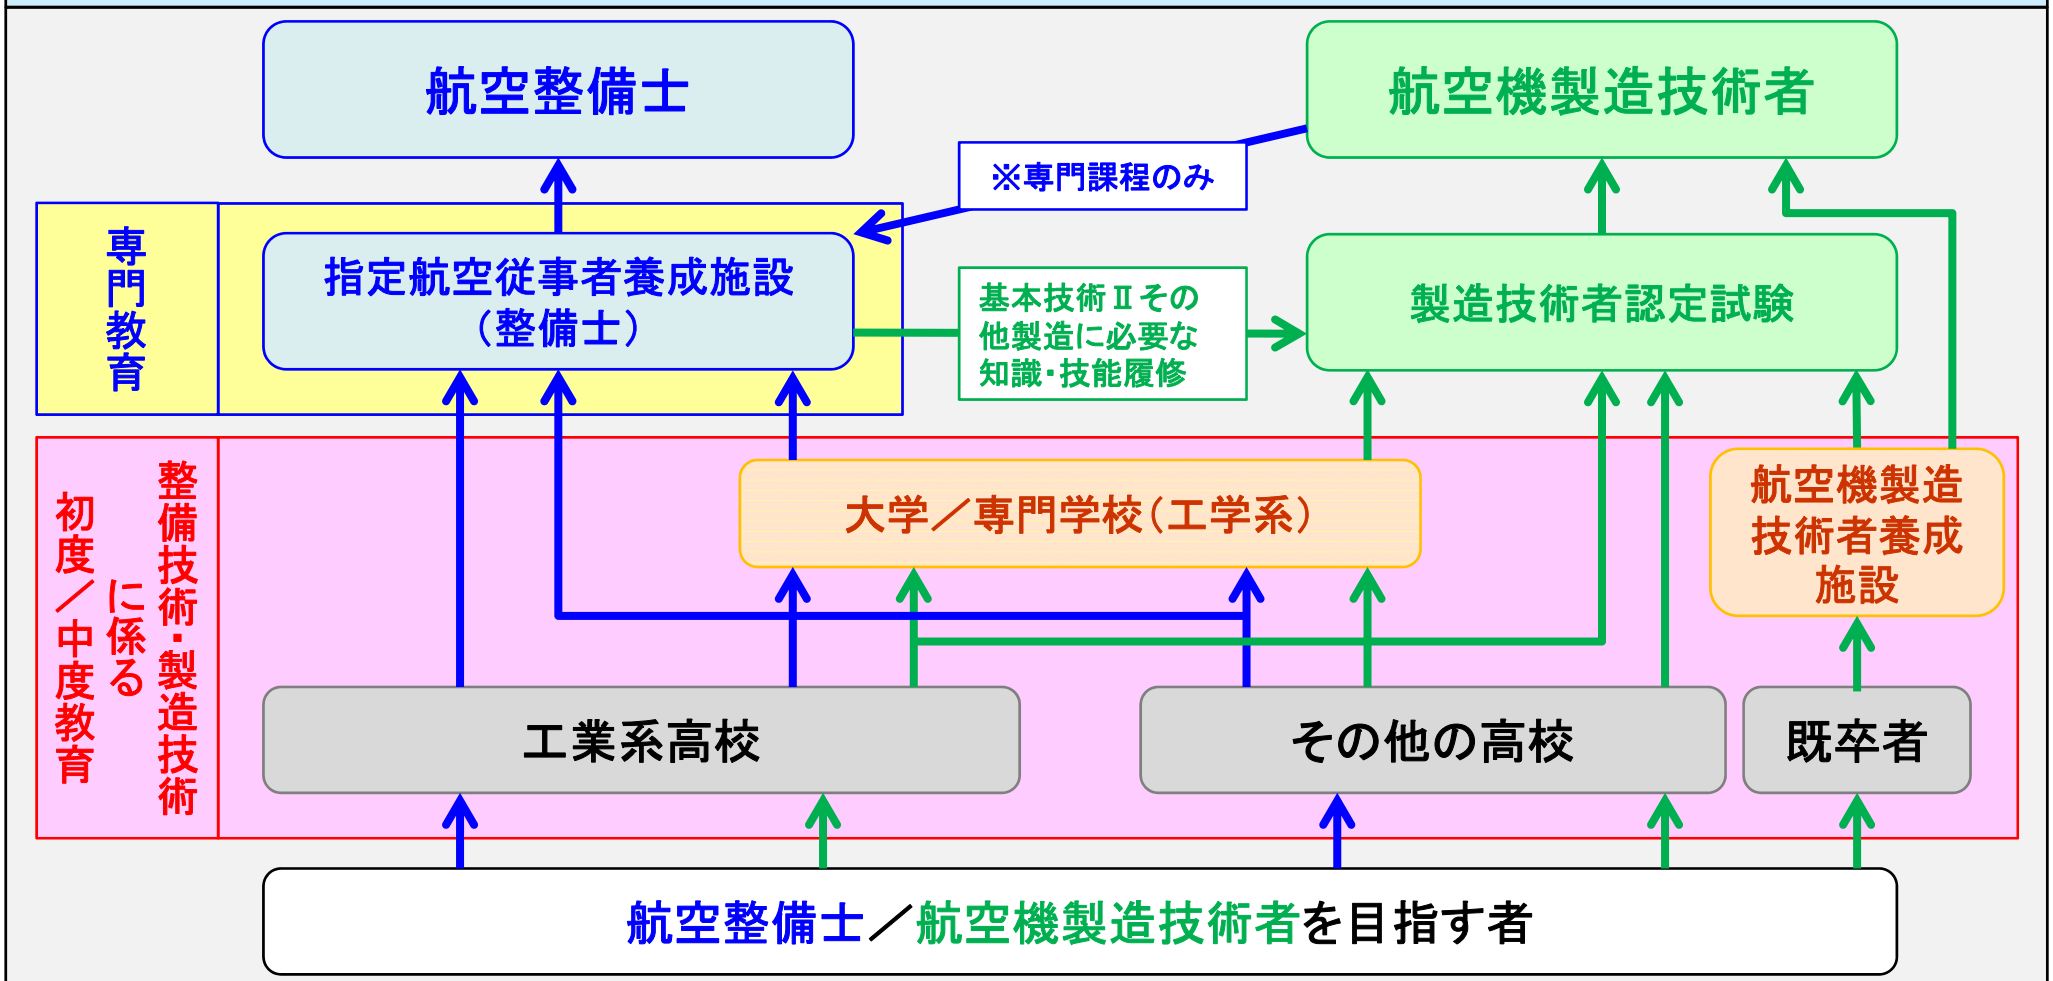 航空整備士
航空機製造技術者
※専門課程のみ
専門教育
指定航空従事者養成施設
（整備士）
基本技術Ⅱその
他製造に必要な
知識・技能履修
製造技術者認定試験
整備技術・製造技術
に係る
初度／中度教育
大学／専門学校（工学系）
航空機製造
技術者養成
施設
工業系高校
その他の高校
既卒者
航空整備士／航空機製造技術者を目指す者